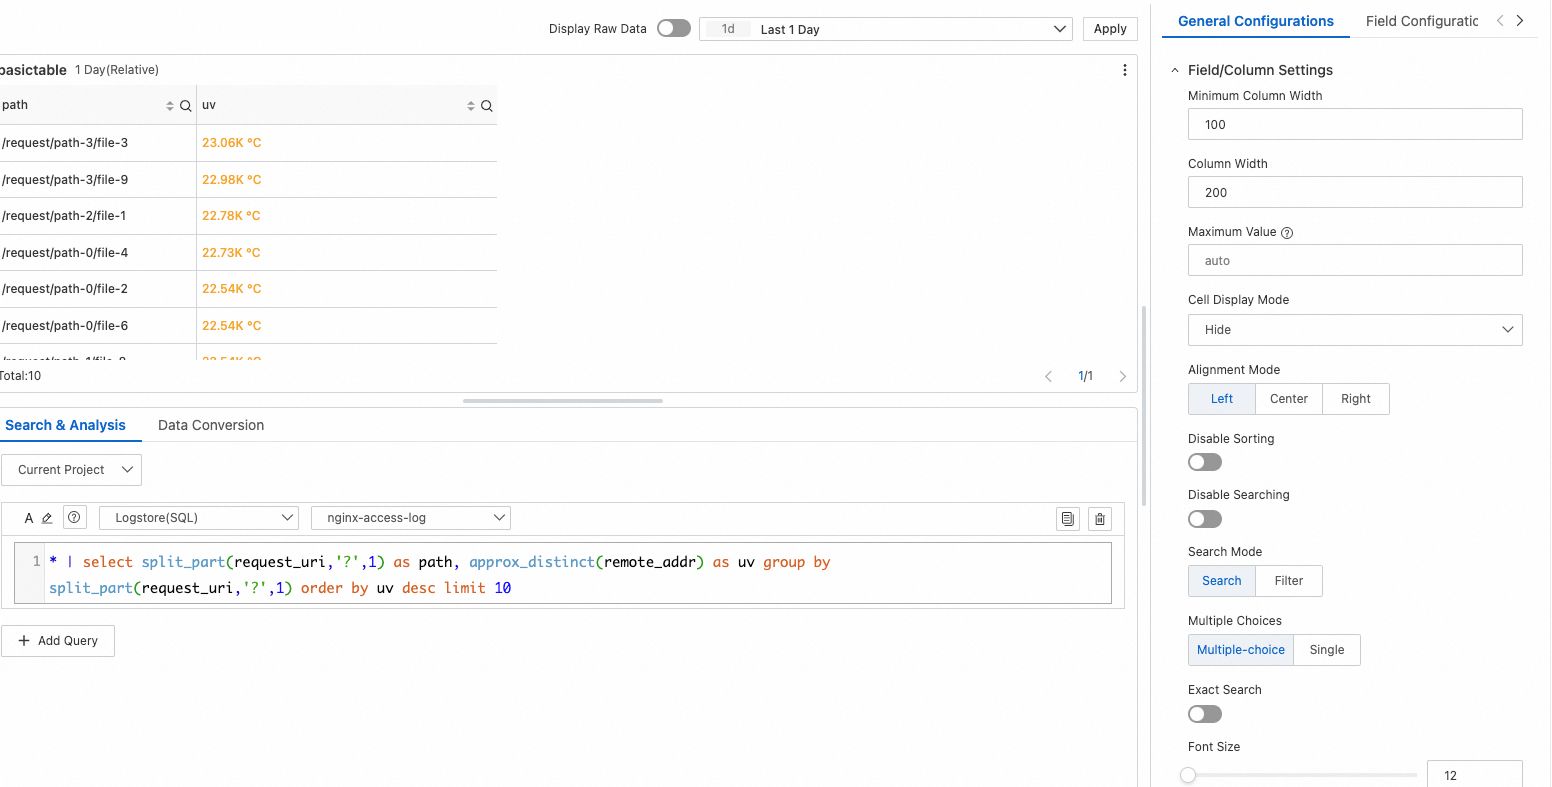 Display Raw Data 1d Last 1 Day Apply
basictable 1 Day(Relative)
path uv
/request/path-3/file-3 23.06K °C
/request/path-3/file-9 22.98K °C
/request/path-2/file-1 22.78K °C
/request/path-0/file-4 22.73K °C
/request/path-0/file-2 22.54K °C
/request/path-0/file-6 22.54K °C
Total:10 1/1
Search & Analysis Data Conversion
Current Project
A Logstore(SQL) nginx-access-log
1 * | select split_part(request_uri,'?',1) as path, approx_distinct(remote_addr) as uv group by
split_part(request_uri,'?',1) order by uv desc limit 10
+ Add Query
General Configurations Field Configuratic
Field/Column Settings
Minimum Column Width
100
Column Width
200
Maximum Value ?
auto
Cell Display Mode
Hide
Alignment Mode
Left Center Right
Disable Sorting
Disable Searching
Search Mode
Search Filter
Multiple Choices
Multiple-choice Single
Exact Search
Font Size
12